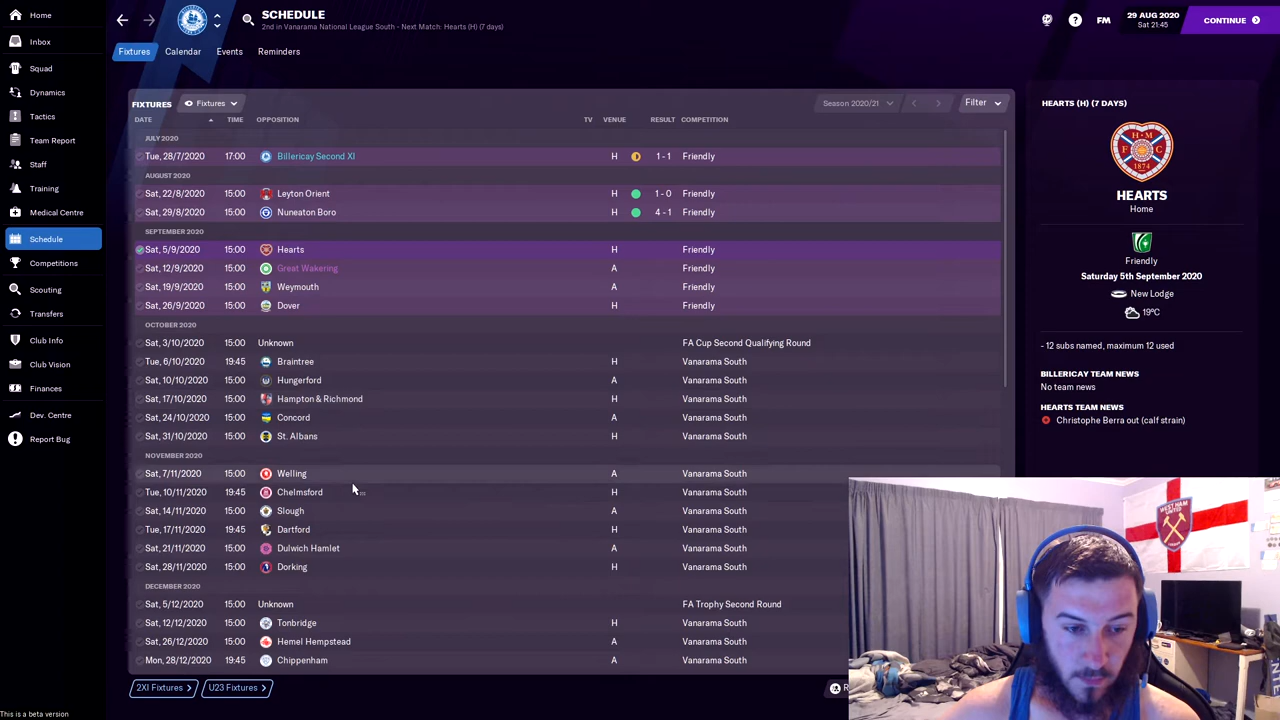 Home
Inbox
Squad
Dynamics
Tactics
Team Report
Staff
Training
Medical Centre
Schedule
Competitions
Scouting
Transfers
Club Info
Club Vision
Finances
Dev. Centre
Report Bug
This is a beta version
SCHEDULE
2nd in Vanarama National League South - Next Match: Hearts (H) (7 days)
FM
29 AUG 2020
Sat 21:45
CONTINUE
Fixtures Calendar Events Reminders
FIXTURES Fixtures Season 2020/21 Filter
DATE TIME OPPOSITION TV VENUE RESULT COMPETITION
JULY 2020
Tue, 28/7/2020 17:00 Billericay Second XI H 1 - 1 Friendly
AUGUST 2020
Sat, 22/8/2020 15:00 Leyton Orient H 1 - 0 Friendly
Sat, 29/8/2020 15:00 Nuneaton Boro H 4 - 1 Friendly
SEPTEMBER 2020
Sat, 5/9/2020 15:00 Hearts H Friendly
Sat, 12/9/2020 15:00 Great Wakering A Friendly
Sat, 19/9/2020 15:00 Weymouth A Friendly
Sat, 26/9/2020 15:00 Dover H Friendly
OCTOBER 2020
Sat, 3/10/2020 15:00 Unknown FA Cup Second Qualifying Round
Tue, 6/10/2020 19:45 Braintree H Vanarama South
Sat, 10/10/2020 15:00 Hungerford A Vanarama South
Sat, 17/10/2020 15:00 Hampton & Richmond H Vanarama South
Sat, 24/10/2020 15:00 Concord A Vanarama South
Sat, 31/10/2020 15:00 St. Albans H Vanarama South
NOVEMBER 2020
Sat, 7/11/2020 15:00 Welling A Vanarama South
Tue, 10/11/2020 19:45 Chelmsford H Vanarama South
Sat, 14/11/2020 15:00 Slough A Vanarama South
Tue, 17/11/2020 19:45 Dartford H Vanarama South
Sat, 21/11/2020 15:00 Dulwich Hamlet A Vanarama South
Sat, 28/11/2020 15:00 Dorking H Vanarama South
DECEMBER 2020
Sat, 5/12/2020 15:00 Unknown FA Trophy Second Round
Sat, 12/12/2020 15:00 Tonbridge H Vanarama South
Sat, 26/12/2020 15:00 Hemel Hempstead A Vanarama South
Mon, 28/12/2020 19:45 Chippenham A Vanarama South
2XI Fixtures U23 Fixtures
HEARTS (H) (7 DAYS)
H M
F C
1874
HEARTS
Home
Friendly
Saturday 5th September 2020
New Lodge
19°C
- 12 subs named, maximum 12 used
BILLERICAY TEAM NEWS
No team news
HEARTS TEAM NEWS
Christophe Berra out (calf strain)
WEST HAM
UNITED